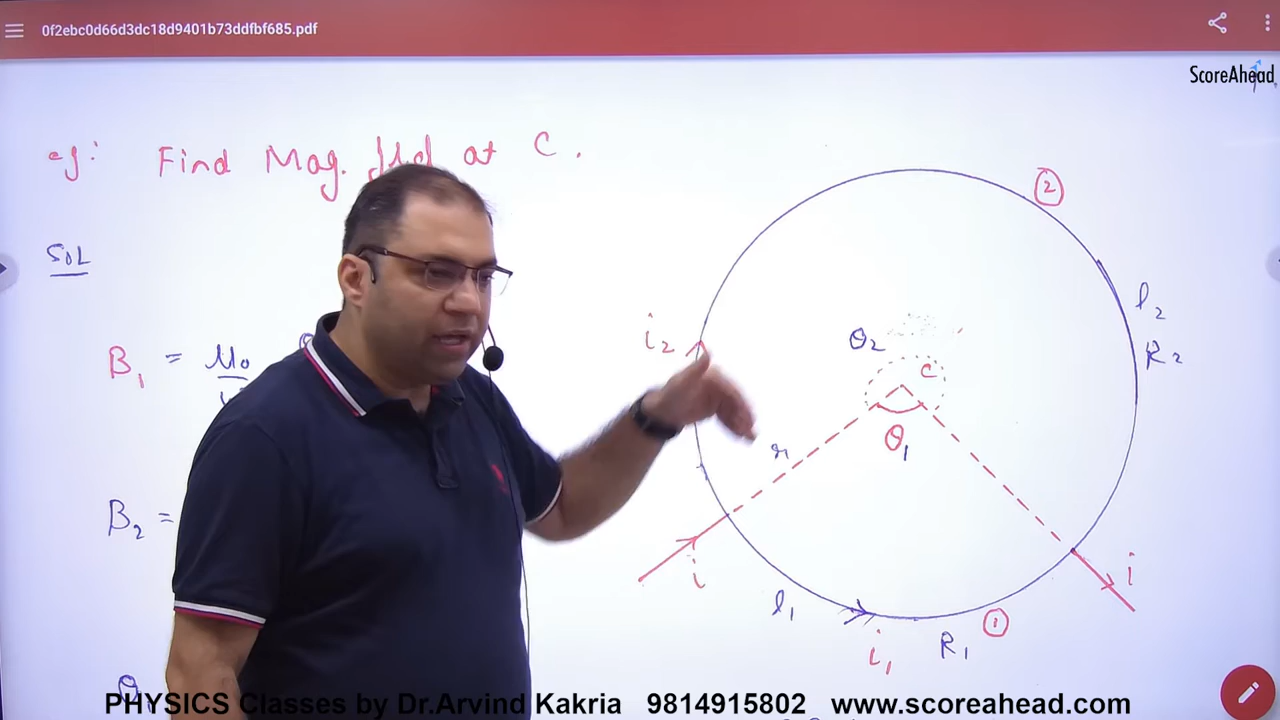 0f2ebc0d66d3dc18d9401b73ddfbf685.pdf
ScoreAhead
eg: Find Mag. field at C.
SOL
B₁ = μ₀
B₂ =
i₂
θ₂
C
θ₁
r
②
l₂
R₂
i
l₁
i₁
R₁
①
i
PHYSICS Classes by Dr.Arvind Kakria 9814915802 www.scoreahead.com